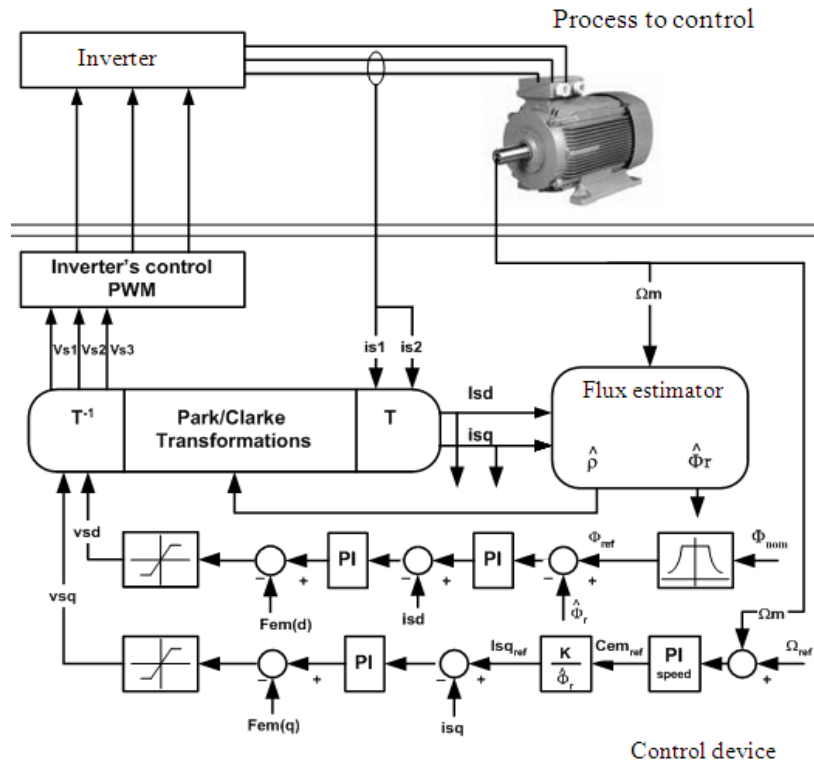 Process to control
Inverter
Inverter's control
PWM
Ωm
Vs1
Vs2
Vs3
is1
is2
T⁻¹
Park/Clarke
Transformations
T
Isd
isq
Flux estimator
ρ̂
Φ̂r
vsd
vsq
PI
PI
Φref
Φnom
− + − + − +
Fem(d)
isd
Φ̂r
Ωm
Isqref
Cemref
Ωref
PI
K
Φ̂r
PI
speed
− + − + − +
Fem(q)
isq
Control device